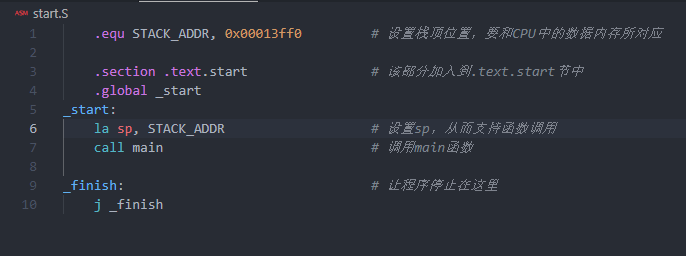 ASM start.S
1 .equ STACK_ADDR, 0x00013ff0 # 设置栈顶位置，要和CPU中的数据内存所对应
2
3 .section .text.start # 该部分加入到.text.start节中
4 .global _start
5 _start:
6 la sp, STACK_ADDR # 设置sp，从而支持函数调用
7 call main # 调用main函数
8
9 _finish: # 让程序停止在这里
10 j _finish